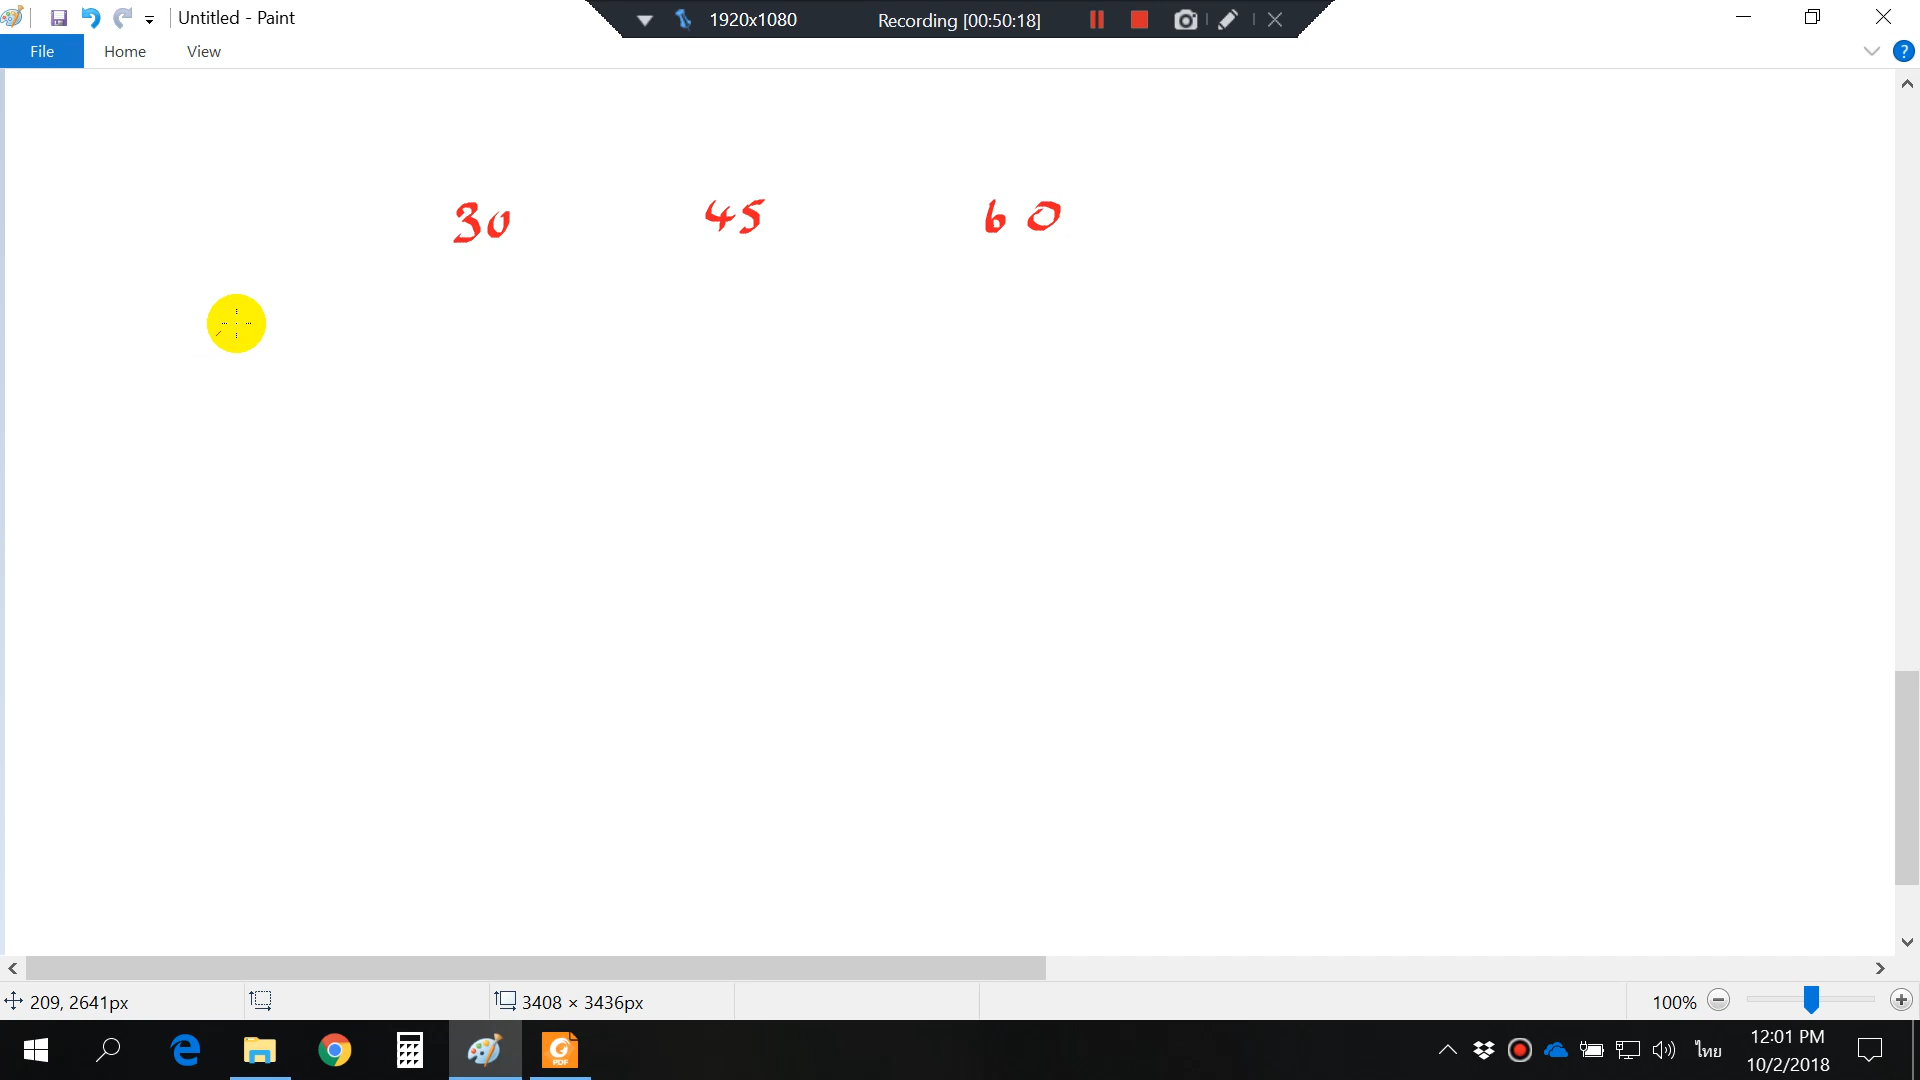 Untitled - Paint
1920x1080
Recording [00:50:18]
File
Home
View
?
30 45 60
209, 2641px
3408 × 3436px
100%
PDF
ไทย
12:01 PM
10/2/2018